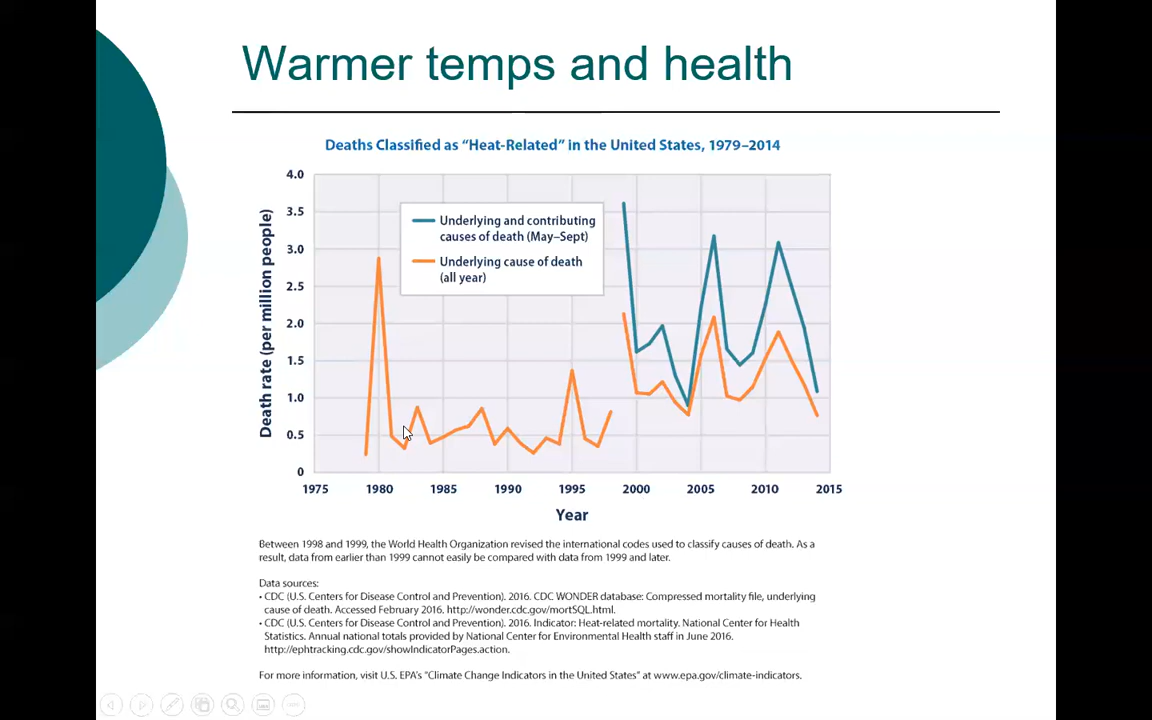 Warmer temps and health
Deaths Classified as “Heat-Related” in the United States, 1979–2014
Death rate (per million people)
4.0
3.5
3.0
2.5
2.0
1.5
1.0
0.5
0
Underlying and contributing
causes of death (May–Sept)
Underlying cause of death
(all year)
1975 1980 1985 1990 1995 2000 2005 2010 2015
Year
Between 1998 and 1999, the World Health Organization revised the international codes used to classify causes of death. As a
result, data from earlier than 1999 cannot easily be compared with data from 1999 and later.
Data sources:
• CDC (U.S. Centers for Disease Control and Prevention). 2016. CDC WONDER database: Compressed mortality file, underlying
cause of death. Accessed February 2016. http://wonder.cdc.gov/mortSQL.html.
• CDC (U.S. Centers for Disease Control and Prevention). 2016. Indicator: Heat-related mortality. National Center for Health
Statistics. Annual national totals provided by National Center for Environmental Health staff in June 2016.
http://ephtracking.cdc.gov/showIndicatorPages.action.
For more information, visit U.S. EPA's “Climate Change Indicators in the United States” at www.epa.gov/climate-indicators.